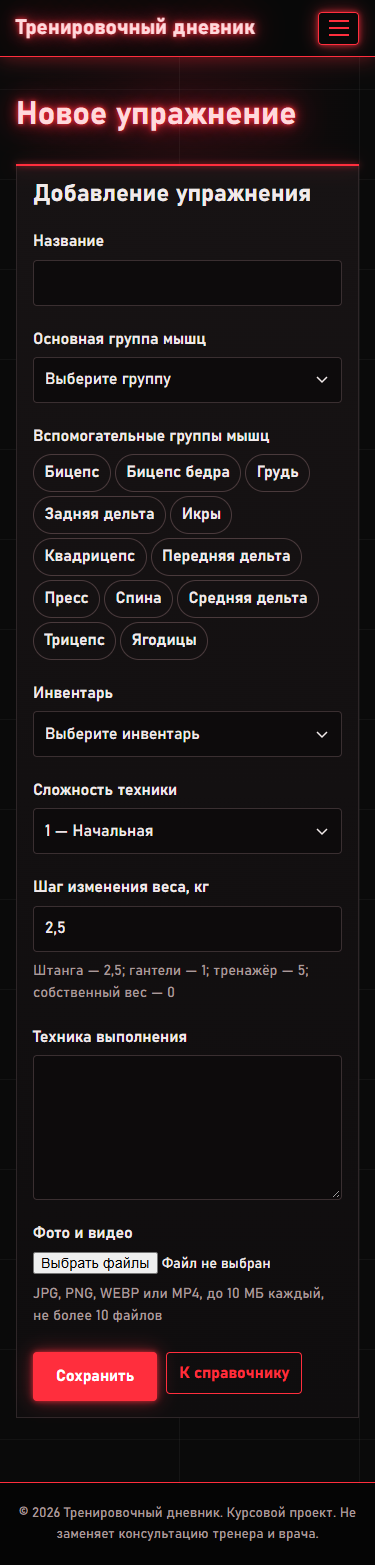 Тренировочный дневник
Новое упражнение
Добавление упражнения
Название
Основная группа мышц
Выберите группу
Вспомогательные группы мышц
Бицепс Бицепс бедра Грудь
Задняя дельта Икры
Квадрицепс Передняя дельта
Пресс Спина Средняя дельта
Трицепс Ягодицы
Инвентарь
Выберите инвентарь
Сложность техники
1 — Начальная
Шаг изменения веса, кг
2,5
Штанга — 2,5; гантели — 1; тренажёр — 5;
собственный вес — 0
Техника выполнения
Фото и видео
Выбрать файлы Файл не выбран
JPG, PNG, WEBP или MP4, до 10 МБ каждый,
не более 10 файлов
Сохранить К справочнику
© 2026 Тренировочный дневник. Курсовой проект. Не
заменяет консультацию тренера и врача.